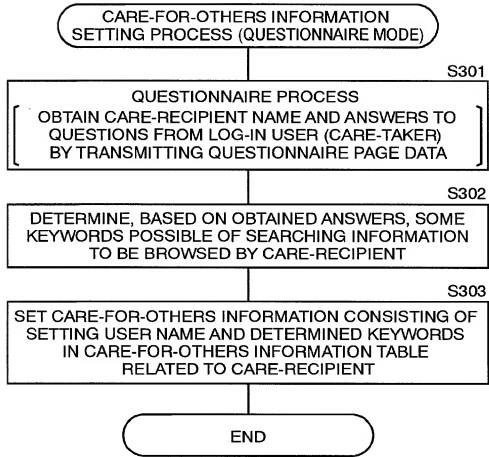 CARE-FOR-OTHERS INFORMATION
SETTING PROCESS (QUESTIONNAIRE MODE)
S301
QUESTIONNAIRE PROCESS
OBTAIN CARE-RECIPIENT NAME AND ANSWERS TO
QUESTIONS FROM LOG-IN USER (CARE-TAKER)
BY TRANSMITTING QUESTIONNAIRE PAGE DATA
S302
DETERMINE, BASED ON OBTAINED ANSWERS, SOME
KEYWORDS POSSIBLE OF SEARCHING INFORMATION
TO BE BROWSED BY CARE-RECIPIENT
S303
SET CARE-FOR-OTHERS INFORMATION CONSISTING OF
SETTING USER NAME AND DETERMINED KEYWORDS
IN CARE-FOR-OTHERS INFORMATION TABLE
RELATED TO CARE-RECIPIENT
END